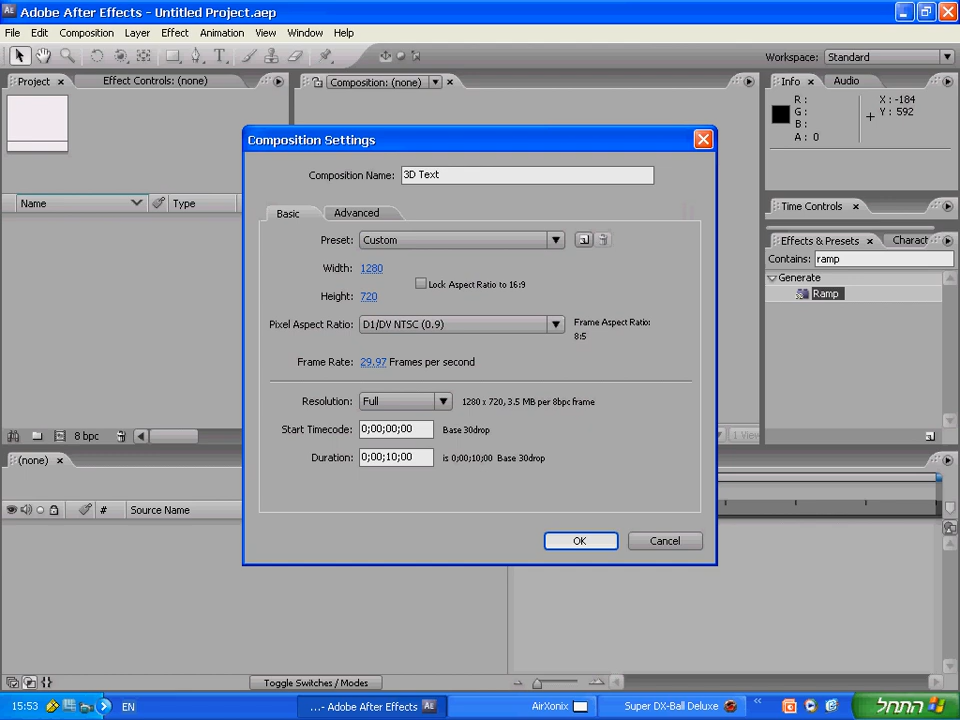 Adobe After Effects - Untitled Project.aep
File Edit Composition Layer Effect Animation View Window Help
Workspace: Standard
Project Effect Controls: (none) Composition: (none) Info Audio
R :
G :
B :
A : 0
X : -184
Y : 592
Name Type
Time Controls
Effects & Presets Charact
Contains: ramp
Generate
Ramp
Composition Settings
Composition Name: 3D Text
Basic Advanced
Preset: Custom
Width: 1280
Lock Aspect Ratio to 16:9
Height: 720
Pixel Aspect Ratio: D1/DV NTSC (0.9) Frame Aspect Ratio:
8:5
Frame Rate: 29.97 Frames per second
Resolution: Full 1280 x 720, 3.5 MB per 8bpc frame
Start Timecode: 0;00;00;00 Base 30drop
Duration: 0;00;10;00 is 0;00;10;00 Base 30drop
OK Cancel
8 bpc
1 View
(none)
# Source Name
Toggle Switches / Modes
15:53 EN ...- Adobe After Effects AirXonix Super DX-Ball Deluxe התחל